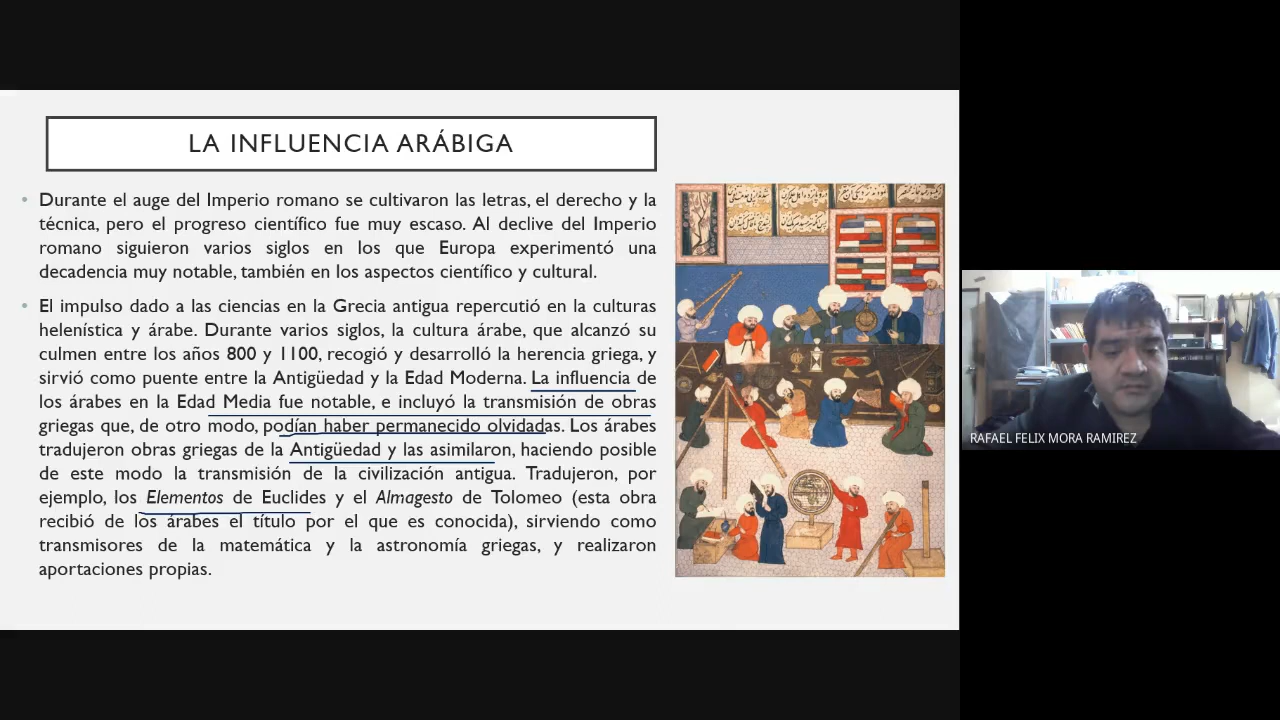 LA INFLUENCIA ARÁBIGA
• Durante el auge del Imperio romano se cultivaron las letras, el derecho y la
técnica, pero el progreso científico fue muy escaso. Al declive del Imperio
romano siguieron varios siglos en los que Europa experimentó una
decadencia muy notable, también en los aspectos científico y cultural.
• El impulso dado a las ciencias en la Grecia antigua repercutió en la culturas
helenística y árabe. Durante varios siglos, la cultura árabe, que alcanzó su
culmen entre los años 800 y 1100, recogió y desarrolló la herencia griega, y
sirvió como puente entre la Antigüedad y la Edad Moderna. La influencia de
los árabes en la Edad Media fue notable, e incluyó la transmisión de obras
griegas que, de otro modo, podían haber permanecido olvidadas. Los árabes
tradujeron obras griegas de la Antigüedad y las asimilaron, haciendo posible
de este modo la transmisión de la civilización antigua. Tradujeron, por
ejemplo, los Elementos de Euclides y el Almagesto de Tolomeo (esta obra
recibió de los árabes el título por el que es conocida), sirviendo como
transmisores de la matemática y la astronomía griegas, y realizaron
aportaciones propias.
RAFAEL FELIX MORA RAMIREZ